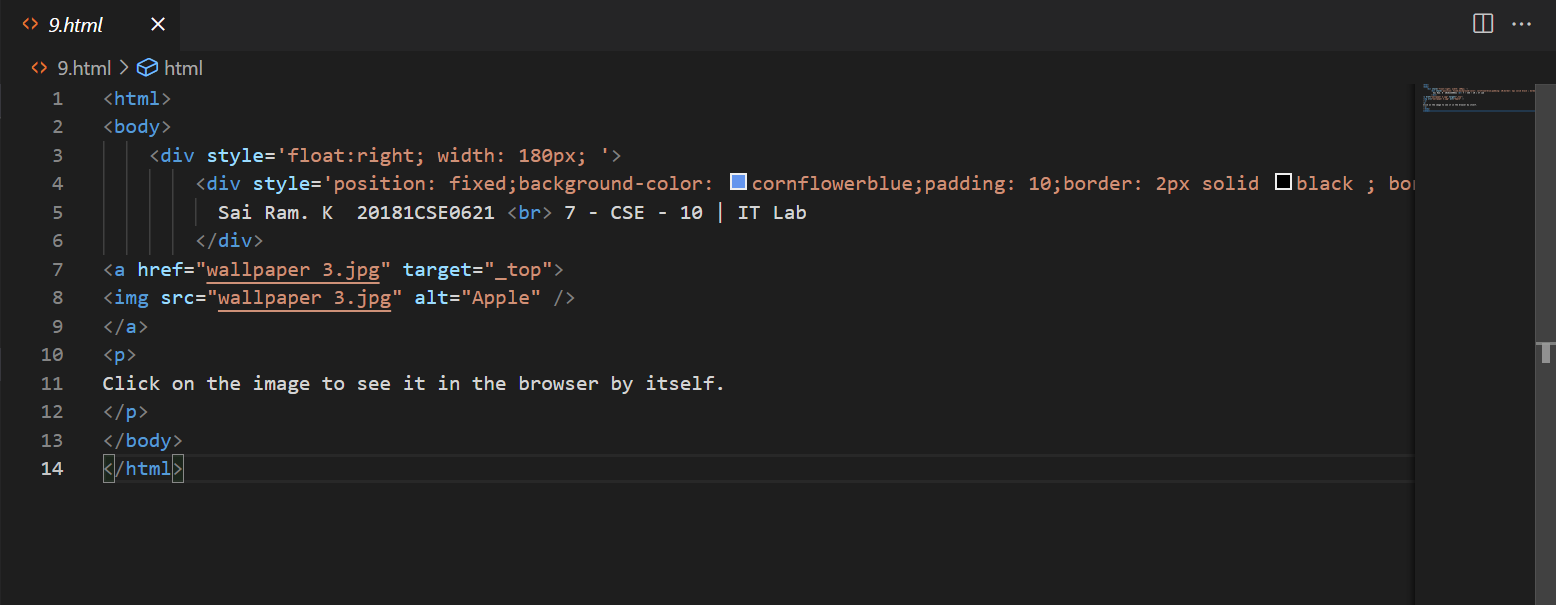 9.html
9.html > html
1 <html>
2 <body>
3 <div style='float:right; width: 180px; '>
4 <div style='position: fixed;background-color: cornflowerblue;padding: 10;border: 2px solid black ; bo
5 Sai Ram. K  20181CSE0621 <br> 7 - CSE - 10 | IT Lab
6 </div>
7 <a href="wallpaper 3.jpg" target="_top">
8 <img src="wallpaper 3.jpg" alt="Apple" />
9 </a>
10 <p>
11 Click on the image to see it in the browser by itself.
12 </p>
13 </body>
14 </html>